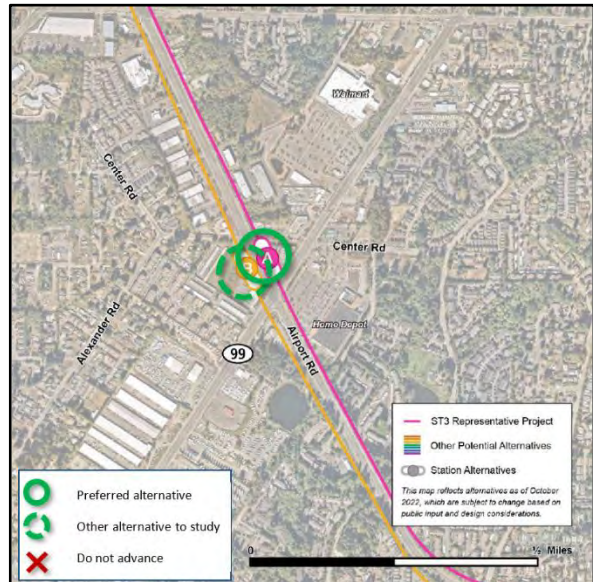 Walmart
Center Rd
Center Rd
A
B
Alexander Rd
Home Depot
Airport Rd
99
ST3 Representative Project
Other Potential Alternatives
Station Alternatives
This map reflects alternatives as of October
2022, which are subject to change based on
public input and design considerations.
Preferred alternative
Other alternative to study
Do not advance
0
½ Miles